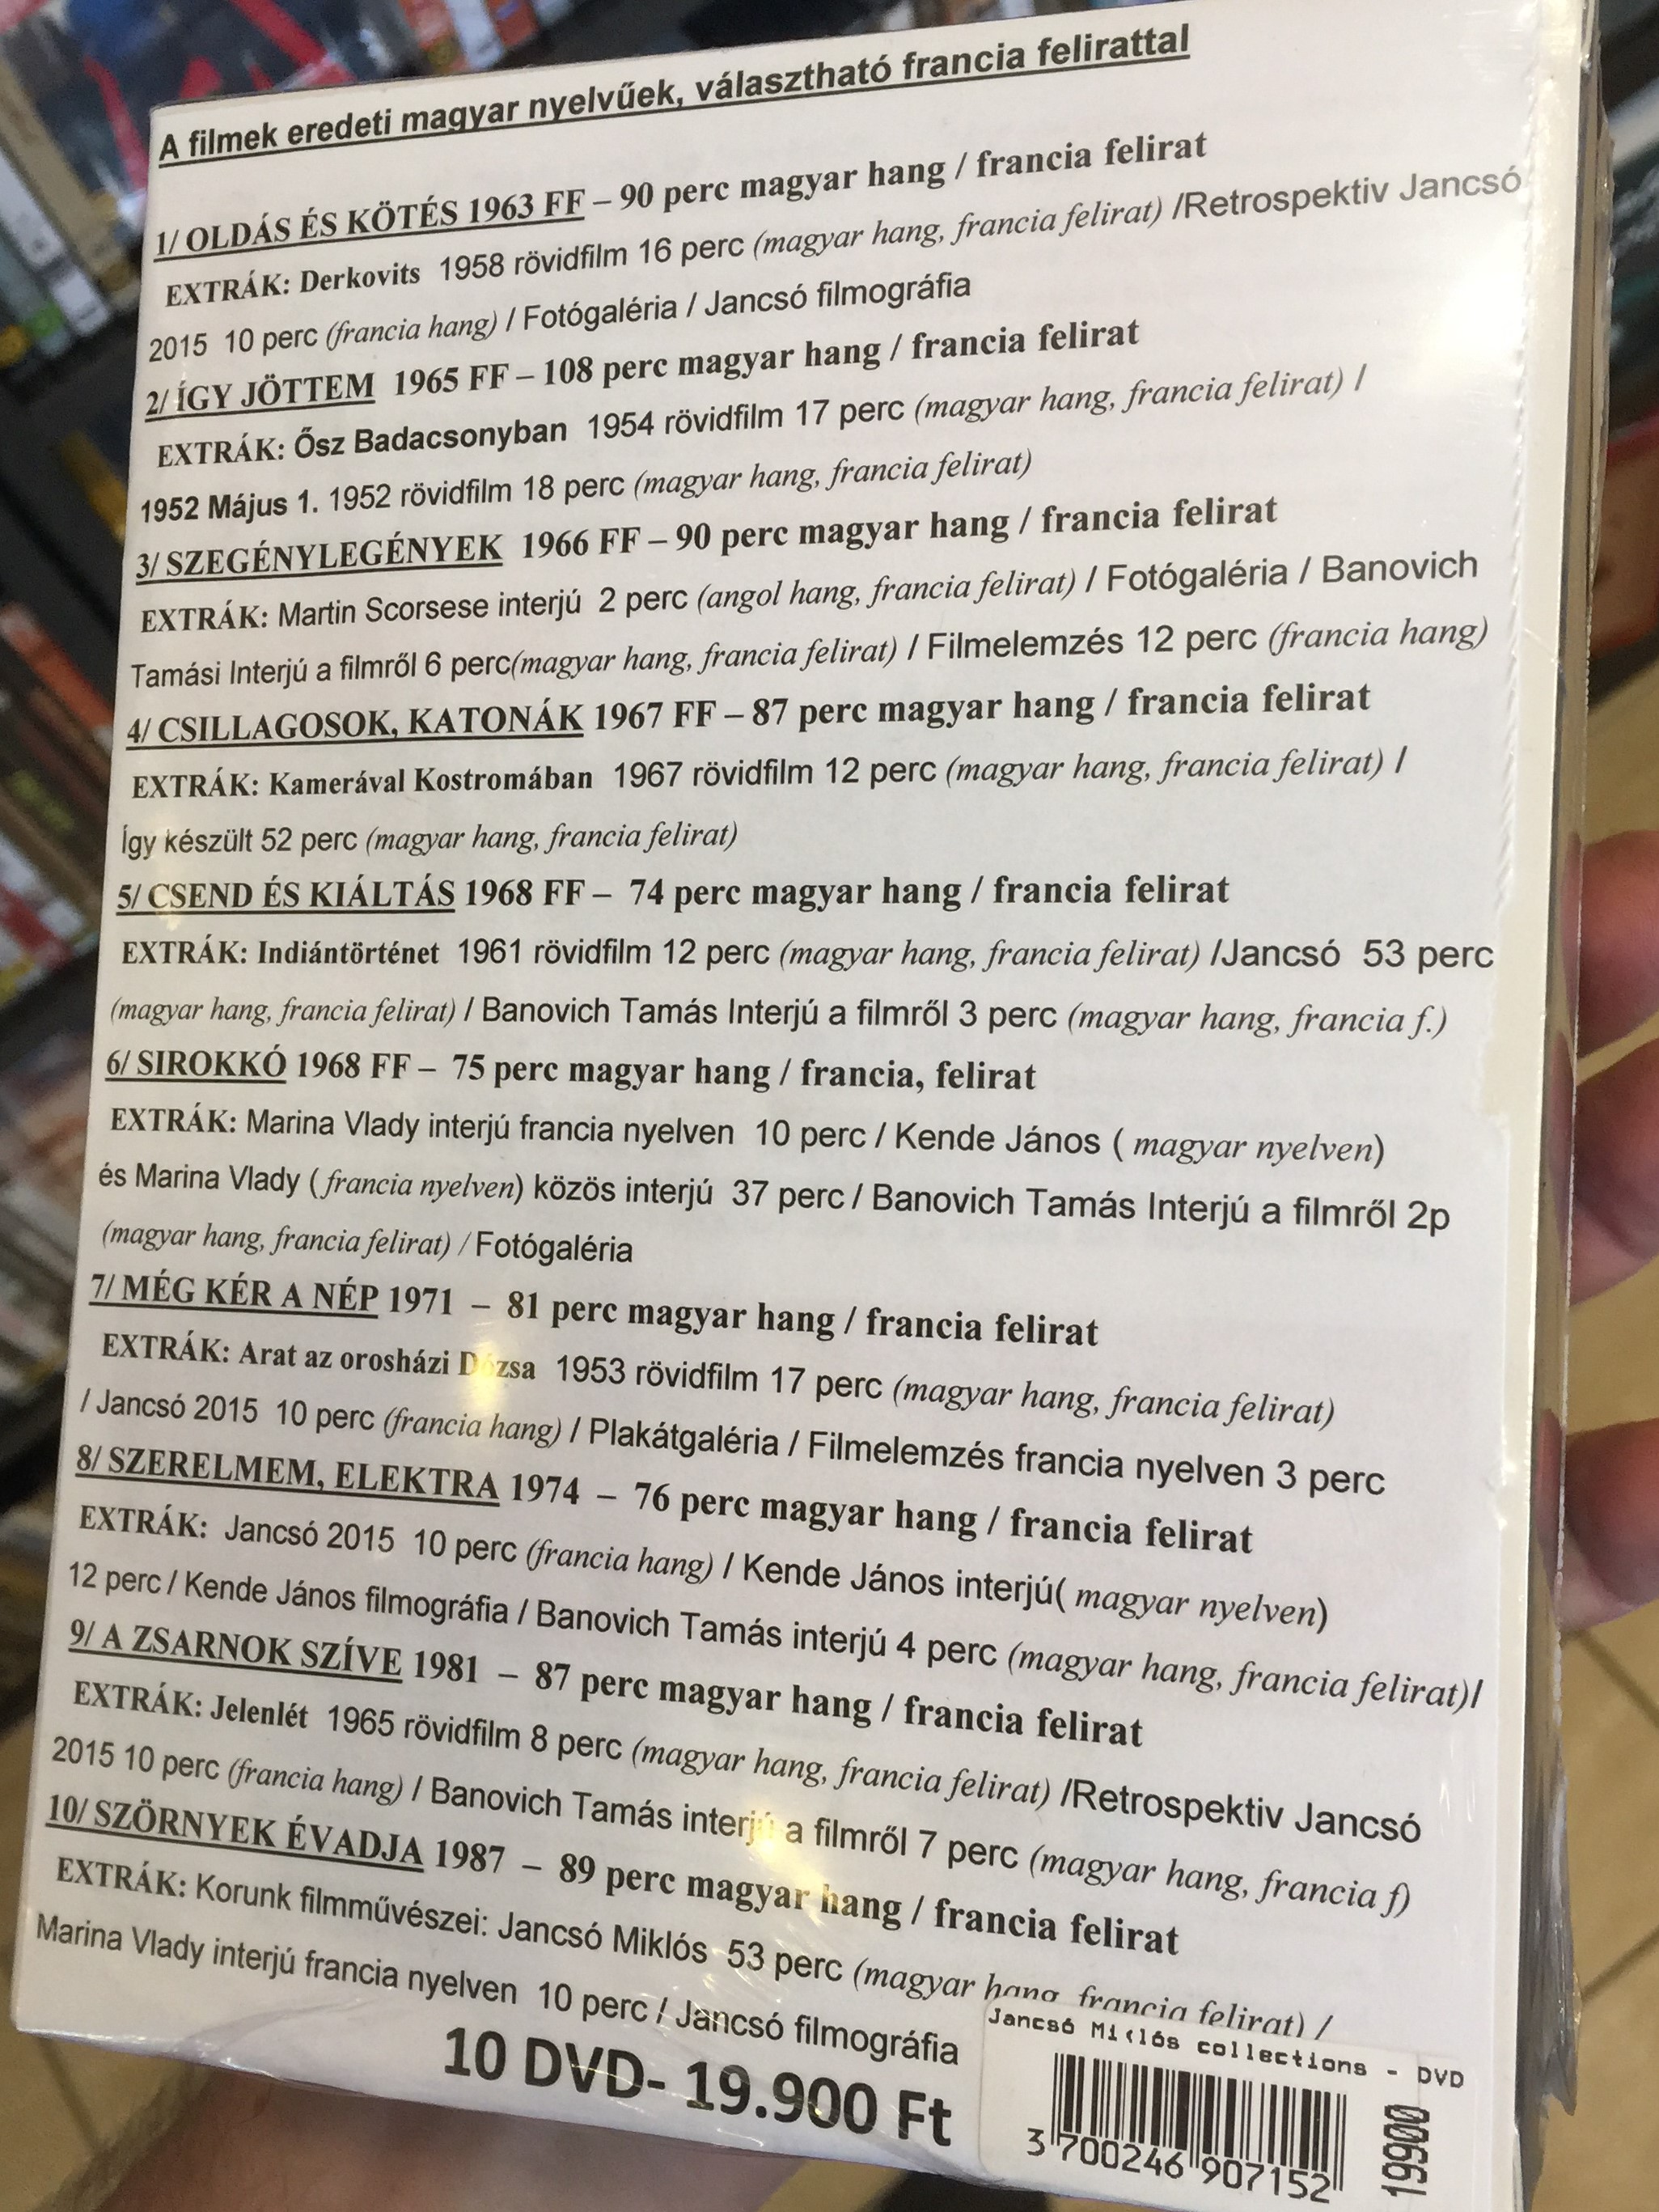 A filmek eredeti magyar nyelvűek, választható francia felirattal
1/ OLDÁS ÉS KÖTÉS 1963 FF – 90 perc magyar hang / francia felirat
EXTRÁK: Derkovits 1958 rövidfilm 16 perc (magyar hang, francia felirat) /Retrospektiv Jancsó
2015 10 perc (francia hang) / Fotógaléria / Jancsó filmográfia
2/ ÍGY JÖTTEM 1965 FF – 108 perc magyar hang / francia felirat
EXTRÁK: Ősz Badacsonyban 1954 rövidfilm 17 perc (magyar hang, francia felirat) /
1952 Május 1. 1952 rövidfilm 18 perc (magyar hang, francia felirat)
3/ SZEGÉNYLEGÉNYEK 1966 FF – 90 perc magyar hang / francia felirat
EXTRÁK: Martin Scorsese interjú 2 perc (angol hang, francia felirat) / Fotógaléria / Banovich
Tamási Interjú a filmről 6 perc(magyar hang, francia felirat) / Filmelemzés 12 perc (francia hang)
4/ CSILLAGOSOK, KATONÁK 1967 FF – 87 perc magyar hang / francia felirat
EXTRÁK: Kamerával Kostromában 1967 rövidfilm 12 perc (magyar hang, francia felirat) /
Így készült 52 perc (magyar hang, francia felirat)
5/ CSEND ÉS KIÁLTÁS 1968 FF – 74 perc magyar hang / francia felirat
EXTRÁK: Indiántörténet 1961 rövidfilm 12 perc (magyar hang, francia felirat) /Jancsó 53 perc
(magyar hang, francia felirat) / Banovich Tamás Interjú a filmről 3 perc (magyar hang, francia f.)
6/ SIROKKÓ 1968 FF – 75 perc magyar hang / francia, felirat
EXTRÁK: Marina Vlady interjú francia nyelven 10 perc / Kende János ( magyar nyelven)
és Marina Vlady ( francia nyelven) közös interjú 37 perc / Banovich Tamás Interjú a filmről 2p
(magyar hang, francia felirat) / Fotógaléria
7/ MÉG KÉR A NÉP 1971 – 81 perc magyar hang / francia felirat
EXTRÁK: Arat az orosházi Dózsa 1953 rövidfilm 17 perc (magyar hang, francia felirat)
/ Jancsó 2015 10 perc (francia hang) / Plakátgaléria / Filmelemzés francia nyelven 3 perc
8/ SZERELMEM, ELEKTRA 1974 – 76 perc magyar hang / francia felirat
EXTRÁK: Jancsó 2015 10 perc (francia hang) / Kende János interjú( magyar nyelven)
12 perc / Kende János filmográfia / Banovich Tamás interjú 4 perc (magyar hang, francia felirat)/
9/ A ZSARNOK SZÍVE 1981 – 87 perc magyar hang / francia felirat
EXTRÁK: Jelenlét 1965 rövidfilm 8 perc (magyar hang, francia felirat) /Retrospektiv Jancsó
2015 10 perc (francia hang) / Banovich Tamás interjú a filmről 7 perc (magyar hang, francia f)
10/ SZÖRNYEK ÉVADJA 1987 – 89 perc magyar hang / francia felirat
EXTRÁK: Korunk filmművészei: Jancsó Miklós 53 perc (magyar hang, francia felirat) /
Marina Vlady interjú francia nyelven 10 perc / Jancsó filmográfia
10 DVD- 19.900 Ft
Jancsó Miklós collections - DVD
3 700246 907152
19900